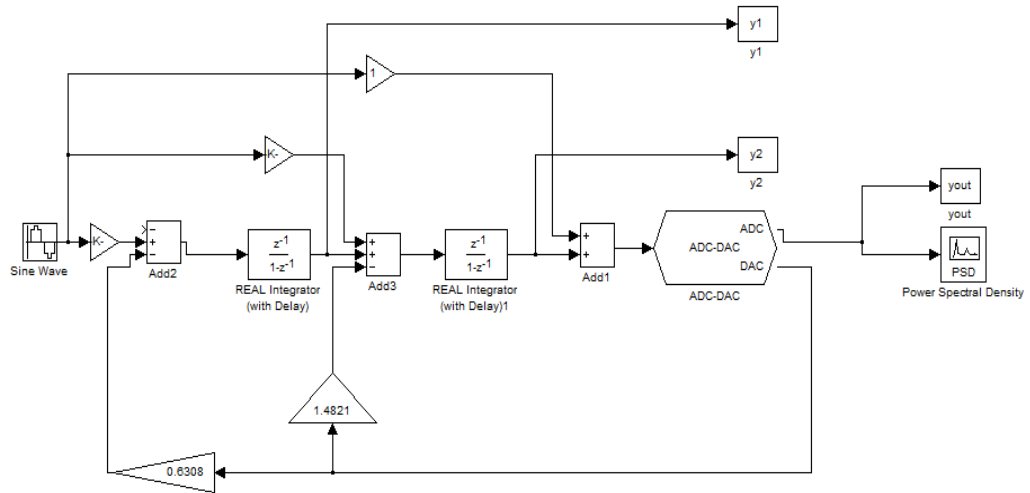 y1
y1
1
K-
y2
y2
yout
yout
Sine Wave
K-
−
+
−
Add2
z-1
1-z-1
REAL Integrator
(with Delay)
+
+
−
Add3
z-1
1-z-1
REAL Integrator
(with Delay)1
+
+
Add1
ADC
ADC-DAC
DAC
ADC-DAC
PSD
Power Spectral Density
1.4821
0.6308